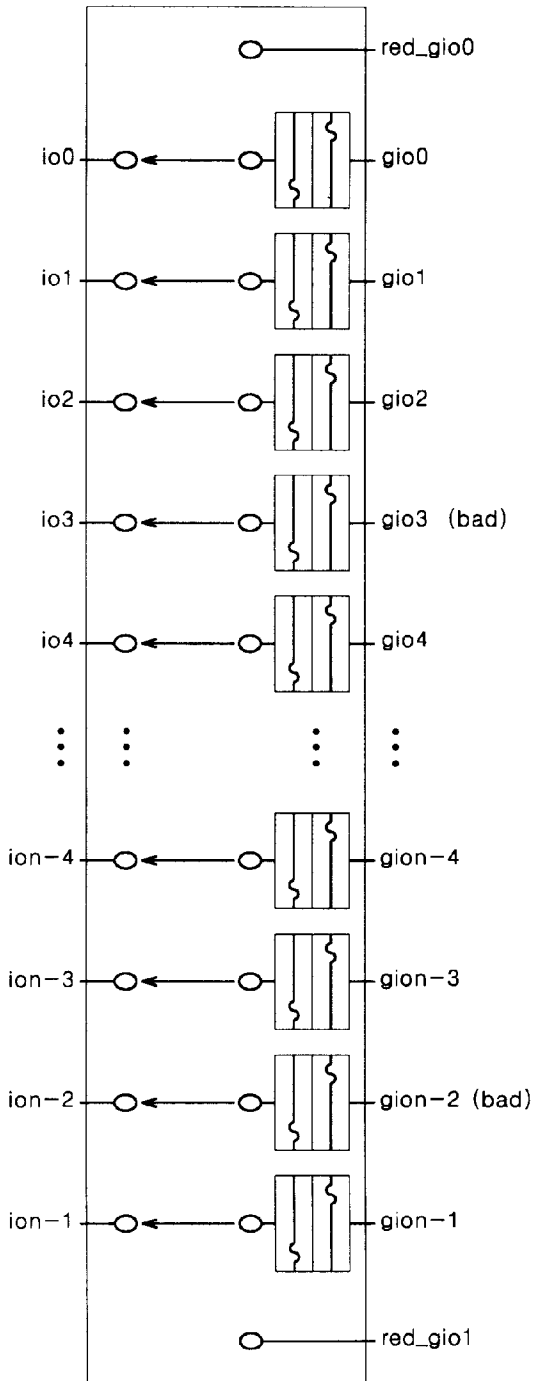 red_gio0
io0 gio0
io1 gio1
io2 gio2
io3 gio3 (bad)
io4 gio4
ion-4 gion-4
ion-3 gion-3
ion-2 gion-2 (bad)
ion-1 gion-1
red_gio1